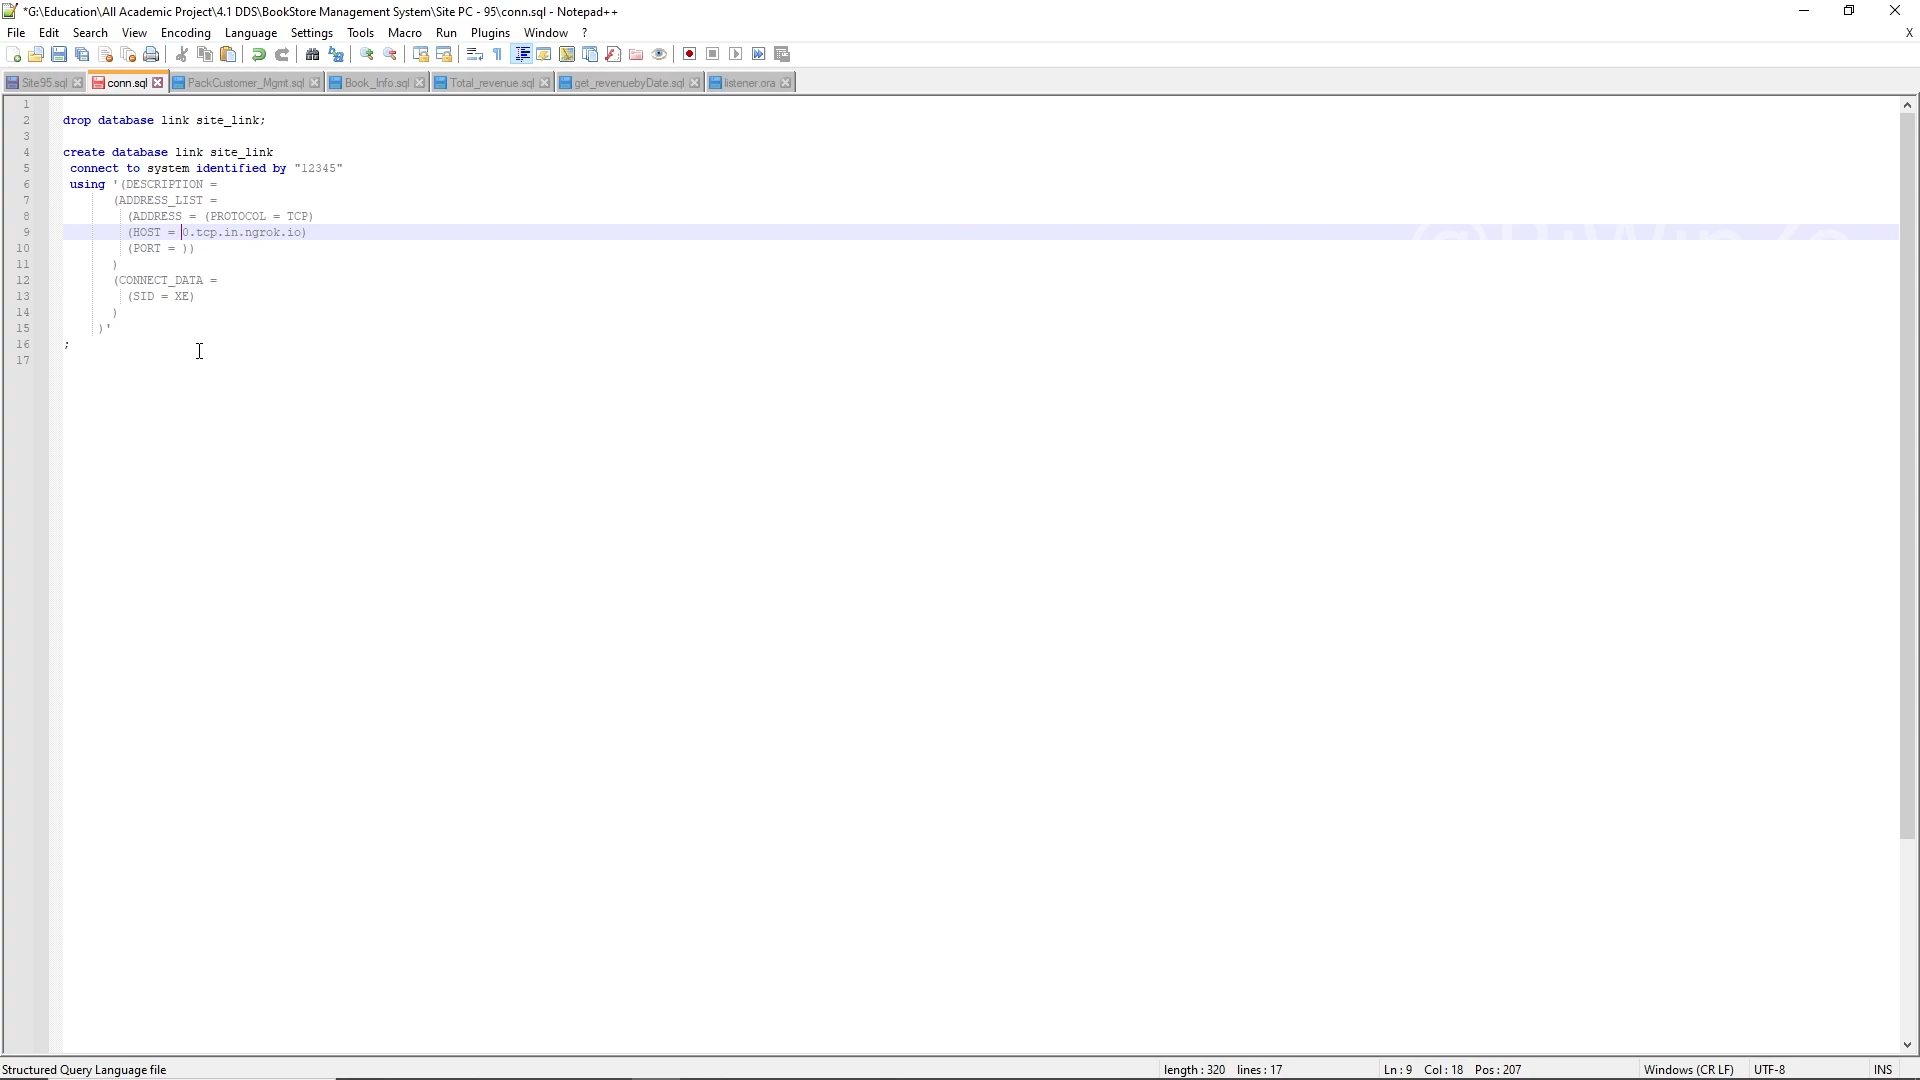 *G:\Education\All Academic Project\4.1 DDS\BookStore Management System\Site PC - 95\conn.sql - Notepad++
File Edit Search View Encoding Language Settings Tools Macro Run Plugins Window ? X
Site95.sql conn.sql PackCustomer_Mgmt.sql Book_Info.sql Total_revenue.sql get_revenuebyDate.sql listener.ora
1
2 drop database link site_link;
3
4 create database link site_link
5 connect to system identified by "12345"
6 using '(DESCRIPTION =
7 (ADDRESS_LIST =
8 (ADDRESS = (PROTOCOL = TCP)
9 (HOST = 0.tcp.in.ngrok.io)
10 (PORT = ))
11 )
12 (CONNECT_DATA =
13 (SID = XE)
14 )
15 )'
16 ;
17
Structured Query Language file length : 320 lines : 17 Ln : 9 Col : 18 Pos : 207 Windows (CR LF) UTF-8 INS